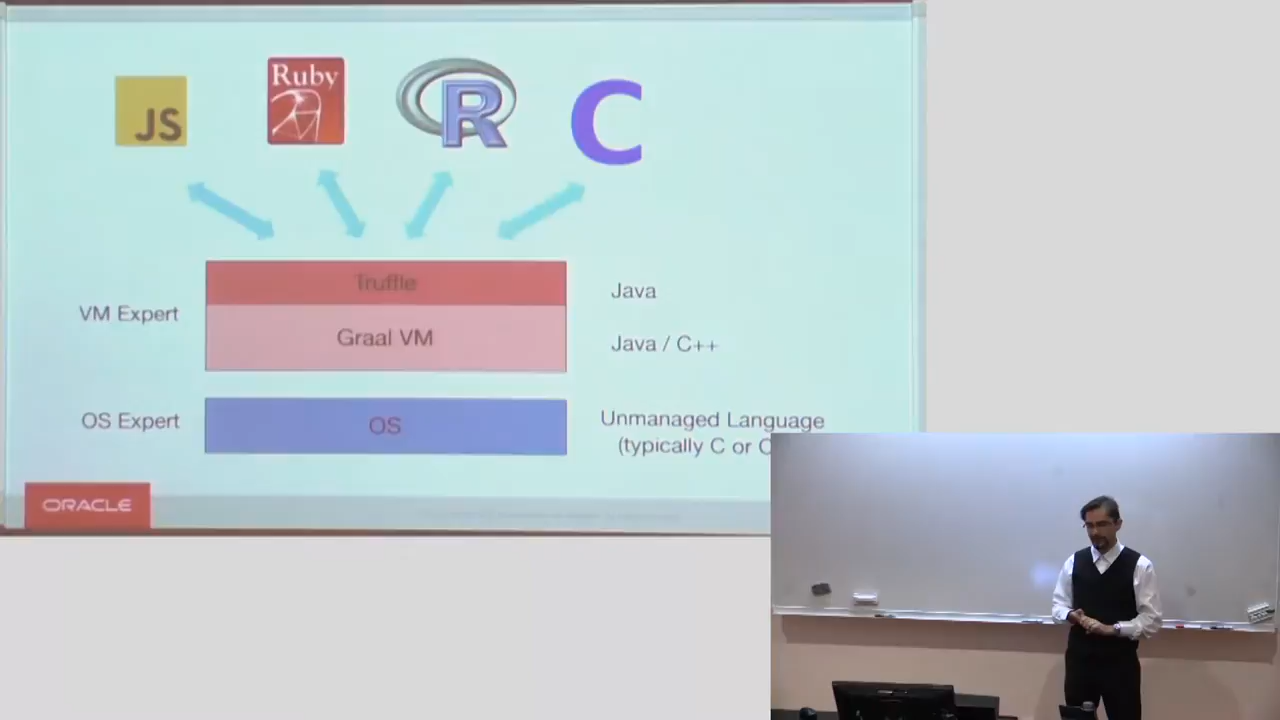 JS
Ruby
R
C
Truffle
Java
VM Expert
Graal VM
Java / C++
OS Expert
OS
Unmanaged Language
(typically C or C
ORACLE